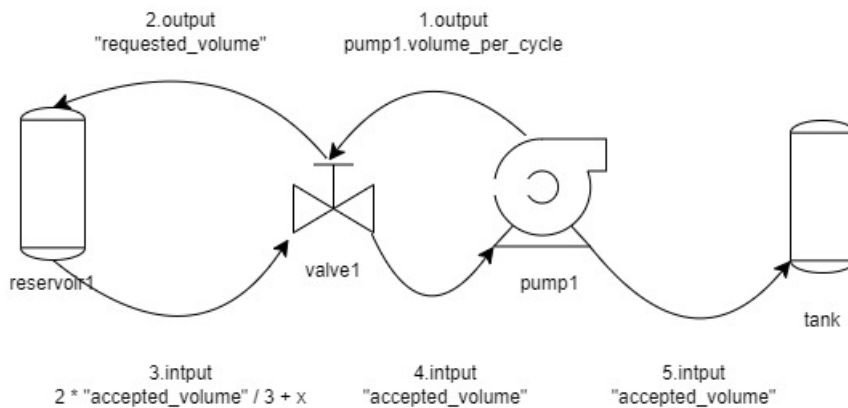 2.output
"requested_volume"
1.output
pump1.volume_per_cycle
reservoir1
valve1
pump1
tank
3.intput
2 * "accepted_volume" / 3 + x
4.intput
"accepted_volume"
5.intput
"accepted_volume"